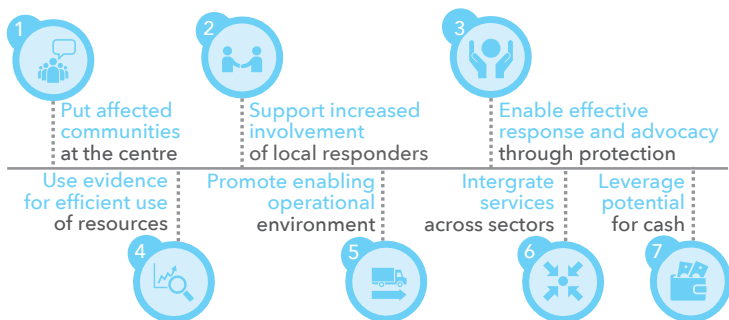 1
Put affected
communities
at the centre
2
Support increased
involvement
of local responders
3
Enable effective
response and advocacy
through protection
Use evidence
for efficient use
of resources
4
Promote enabling
operational
environment
5
Intergrate
services
across sectors
6
Leverage
potential
for cash
7